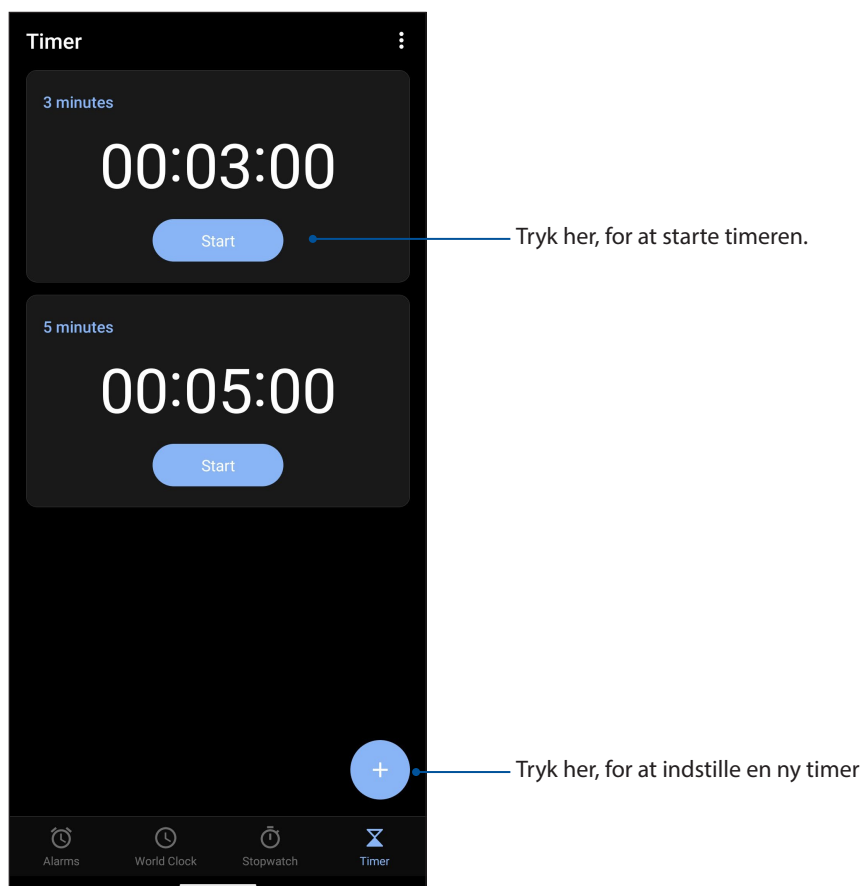 Timer
3 minutes
00:03:00
Start
Tryk her, for at starte timeren.
5 minutes
00:05:00
Start
Tryk her, for at indstille en ny timer
Alarms
World Clock
Stopwatch
Timer